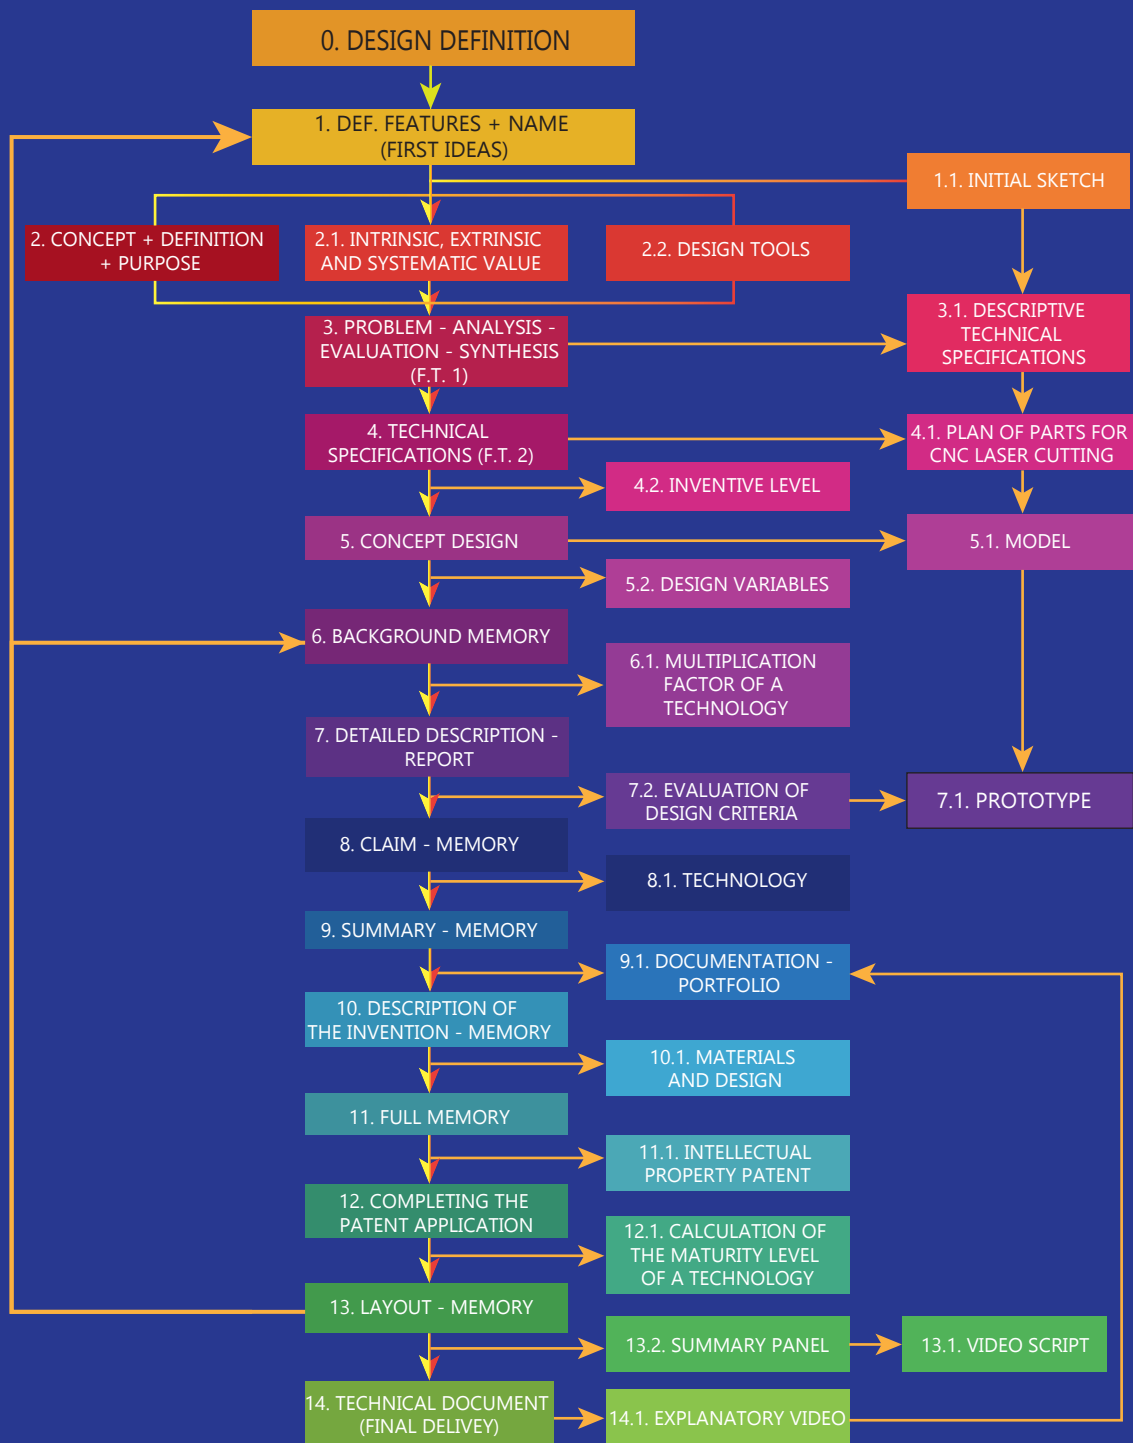 0. DESIGN DEFINITION
1. DEF. FEATURES + NAME
(FIRST IDEAS)
1.1. INITIAL SKETCH
2. CONCEPT + DEFINITION
+ PURPOSE
2.1. INTRINSIC, EXTRINSIC
AND SYSTEMATIC VALUE
2.2. DESIGN TOOLS
3. PROBLEM - ANALYSIS -
EVALUATION - SYNTHESIS
(F.T. 1)
3.1. DESCRIPTIVE
TECHNICAL
SPECIFICATIONS
4. TECHNICAL
SPECIFICATIONS (F.T. 2)
4.1. PLAN OF PARTS FOR
CNC LASER CUTTING
4.2. INVENTIVE LEVEL
5. CONCEPT DESIGN
5.1. MODEL
5.2. DESIGN VARIABLES
6. BACKGROUND MEMORY
6.1. MULTIPLICATION
FACTOR OF A
TECHNOLOGY
7. DETAILED DESCRIPTION -
REPORT
7.2. EVALUATION OF
DESIGN CRITERIA
7.1. PROTOTYPE
8. CLAIM - MEMORY
8.1. TECHNOLOGY
9. SUMMARY - MEMORY
9.1. DOCUMENTATION -
PORTFOLIO
10. DESCRIPTION OF
THE INVENTION - MEMORY
10.1. MATERIALS
AND DESIGN
11. FULL MEMORY
11.1. INTELLECTUAL
PROPERTY PATENT
12. COMPLETING THE
PATENT APPLICATION
12.1. CALCULATION OF
THE MATURITY LEVEL
OF A TECHNOLOGY
13. LAYOUT - MEMORY
13.2. SUMMARY PANEL
13.1. VIDEO SCRIPT
14. TECHNICAL DOCUMENT
(FINAL DELIVEY)
14.1. EXPLANATORY VIDEO